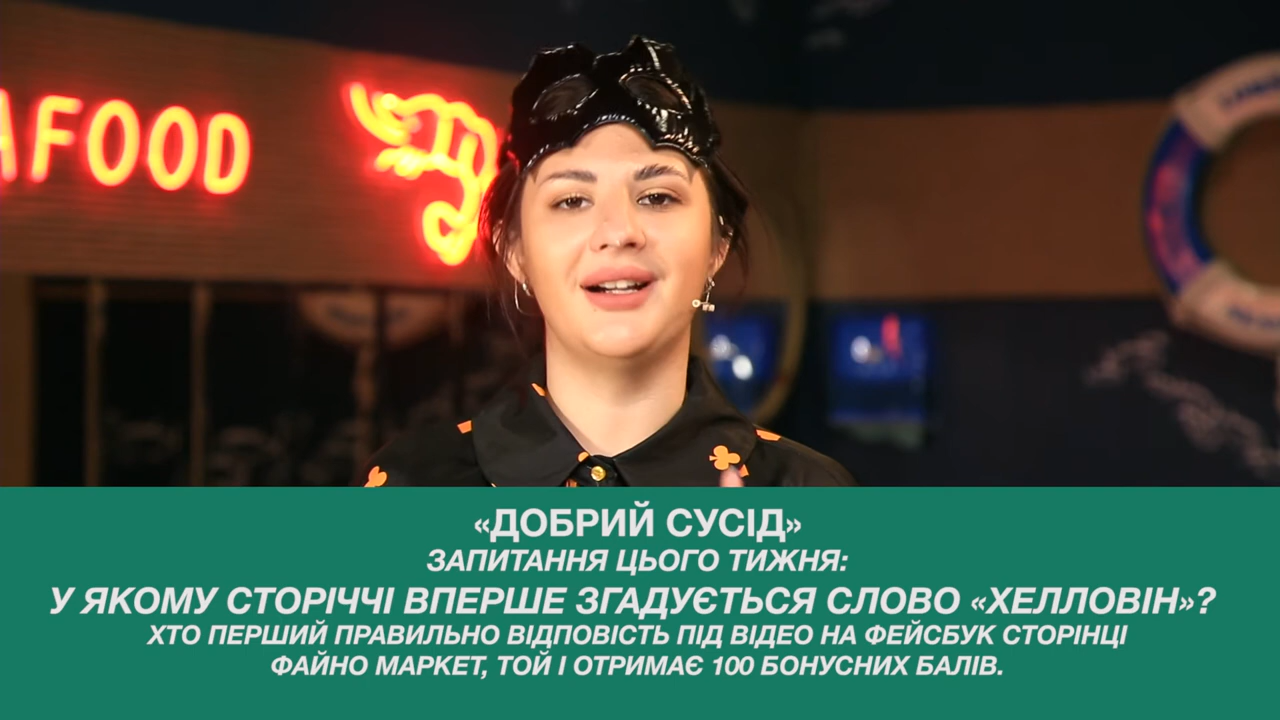 AFOOD
«ДОБРИЙ СУСІД»
ЗАПИТАННЯ ЦЬОГО ТИЖНЯ:
У ЯКОМУ СТОРІЧЧІ ВПЕРШЕ ЗГАДУЄТЬСЯ СЛОВО «ХЕЛЛОВІН»?
ХТО ПЕРШИЙ ПРАВИЛЬНО ВІДПОВІСТЬ ПІД ВІДЕО НА ФЕЙСБУК СТОРІНЦІ
ФАЙНО МАРКЕТ, ТОЙ І ОТРИМАЄ 100 БОНУСНИХ БАЛІВ.